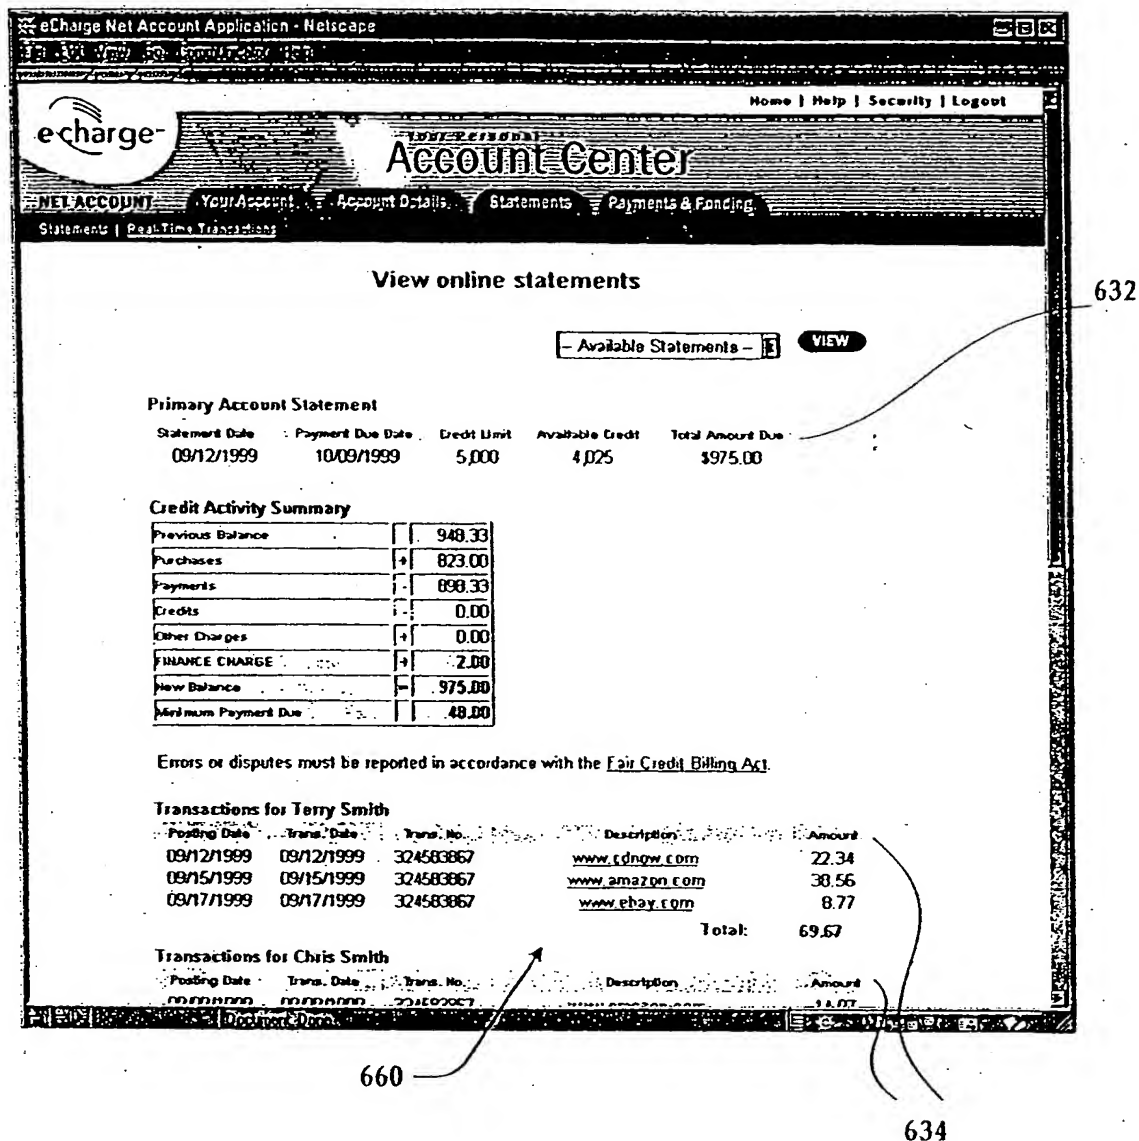 eCharge Net Account Application - Netscape
Home | Help | Security | Logout
echarge-
Your Personal
Account Center
NET ACCOUNT Your Account Account Details Statements Payments & Funding
Statements | Real-Time Transactions
View online statements
632
– Available Statements – VIEW
Primary Account Statement
Statement Date Payment Due Date Credit Limit Available Credit Total Amount Due
09/12/1999 10/09/1999 5,000 4,025 $975.00
Credit Activity Summary
Previous Balance 948.33
Purchases + 823.00
Payments - 898.33
Credits - 0.00
Other Charges + 0.00
FINANCE CHARGE + 2.00
New Balance = 975.00
Minimum Payment Due 48.00
Errors or disputes must be reported in accordance with the Fair Credit Billing Act.
Transactions for Terry Smith
Posting Date Trans. Date Trans. No. Description Amount
09/12/1999 09/12/1999 324583867 www.cdnow.com 22.34
09/15/1999 09/15/1999 324583867 www.amazon.com 38.56
09/17/1999 09/17/1999 324583867 www.ebay.com 8.77
Total: 69.67
Transactions for Chris Smith
Posting Date Trans. Date Trans. No. Description Amount
www.amazon.com
Document: Done
660
634